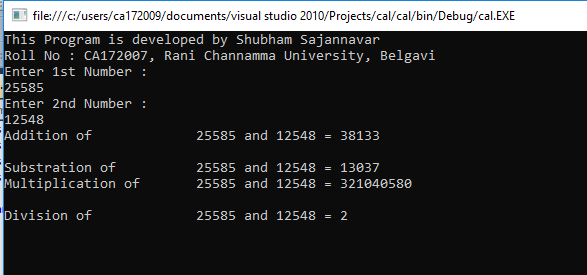 file:///c:/users/ca172009/documents/visual studio 2010/Projects/cal/cal/bin/Debug/cal.EXE
This Program is developed by Shubham Sajannavar
Roll No : CA172007, Rani Channamma University, Belgavi
Enter 1st Number :
25585
Enter 2nd Number :
12548
Addition of 25585 and 12548 = 38133
Substration of 25585 and 12548 = 13037
Multiplication of 25585 and 12548 = 321040580
Division of 25585 and 12548 = 2